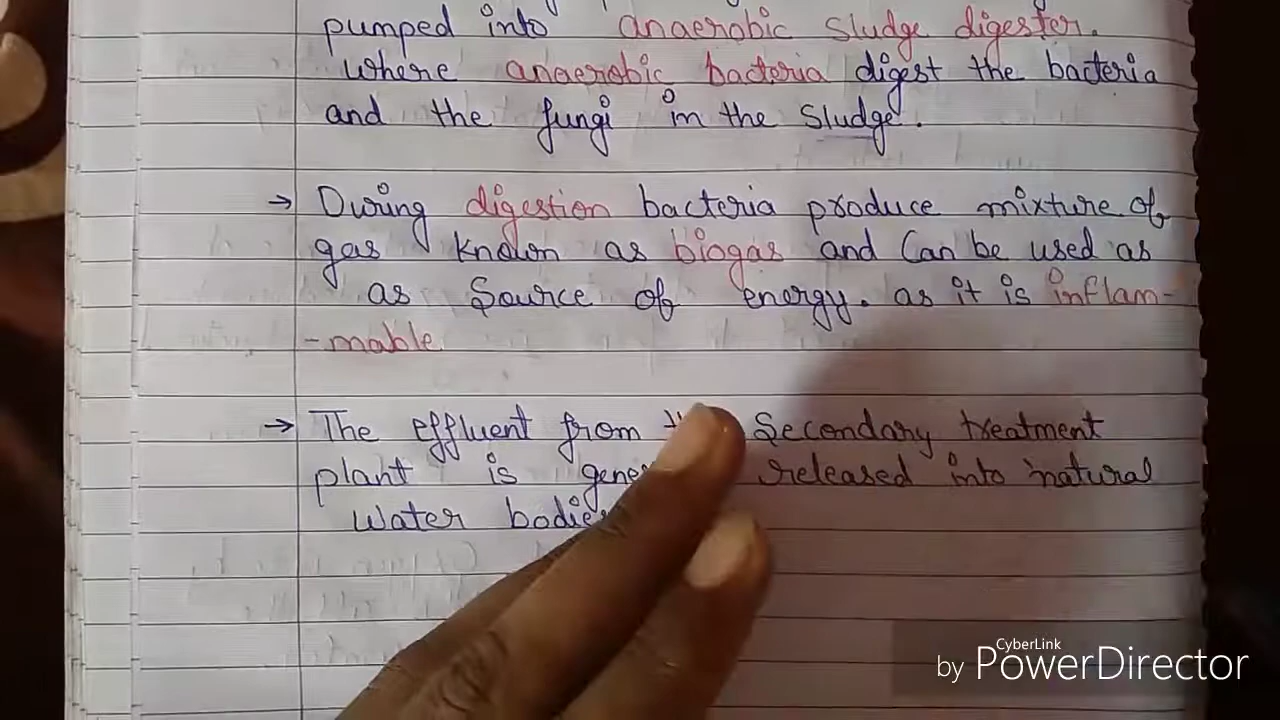 pumped into anaerobic sludge digester.
where anaerobic bacteria digest the bacteria
and the fungi in the sludge.
→ During digestion bacteria produce mixture of
gas known as biogas and can be used as
as source of energy. as it is inflam-
-mable
→ The effluent from Secondary treatment
plant is released into natural
water
CyberLink
by PowerDirector